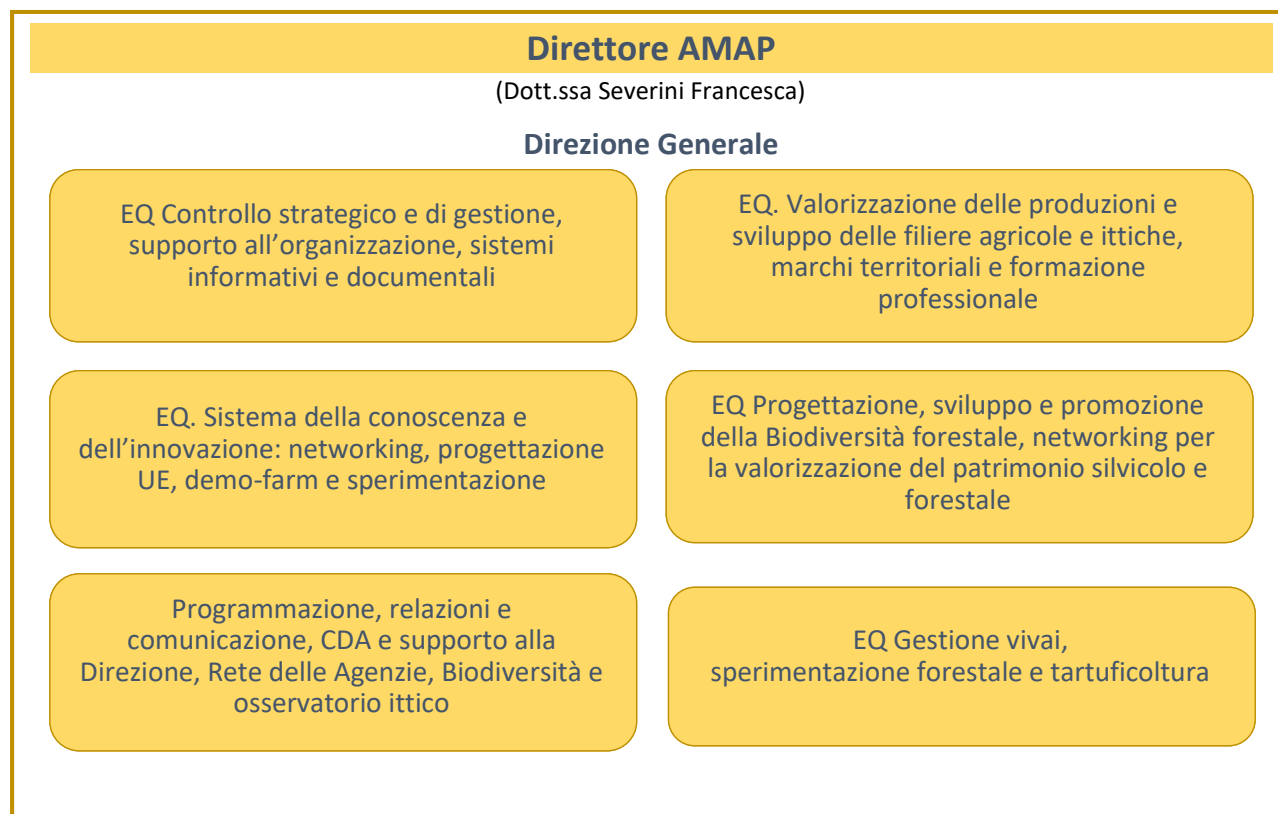 Direttore AMAP
(Dott.ssa Severini Francesca)
Direzione Generale
EQ Controllo strategico e di gestione,
supporto all’organizzazione, sistemi
informativi e documentali
EQ. Valorizzazione delle produzioni e
sviluppo delle filiere agricole e ittiche,
marchi territoriali e formazione
professionale
EQ. Sistema della conoscenza e
dell’innovazione: networking, progettazione
UE, demo-farm e sperimentazione
EQ Progettazione, sviluppo e promozione
della Biodiversità forestale, networking per
la valorizzazione del patrimonio silvicolo e
forestale
Programmazione, relazioni e
comunicazione, CDA e supporto alla
Direzione, Rete delle Agenzie, Biodiversità e
osservatorio ittico
EQ Gestione vivai,
sperimentazione forestale e tartuficoltura